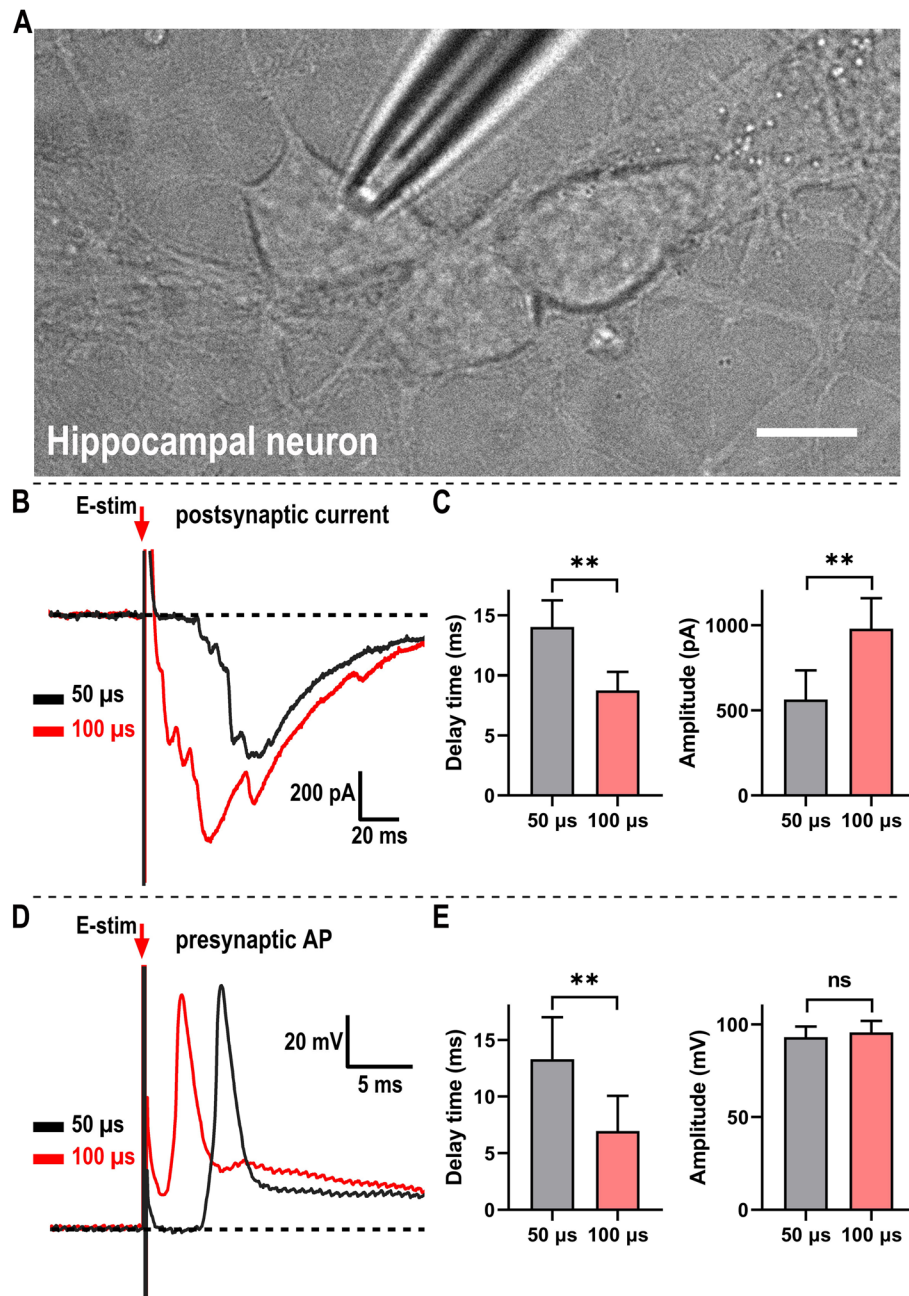 A
Hippocampal neuron
B
E-stim
postsynaptic current
50 µs
100 µs
200 pA
20 ms
C
**
Delay time (ms)
15
10
5
0
50 µs
100 µs
**
Amplitude (pA)
1000
500
0
50 µs
100 µs
D
E-stim
presynaptic AP
20 mV
5 ms
50 µs
100 µs
E
**
Delay time (ms)
15
10
5
0
50 µs
100 µs
ns
Amplitude (mV)
100
50
0
50 µs
100 µs